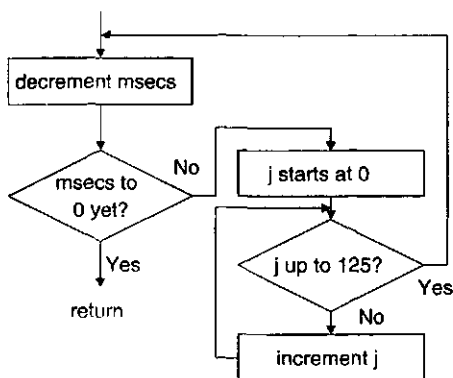 decrement msecs
msecs to
0 yet?
No
Yes
return
j starts at 0
j up to 125?
Yes
No
increment j